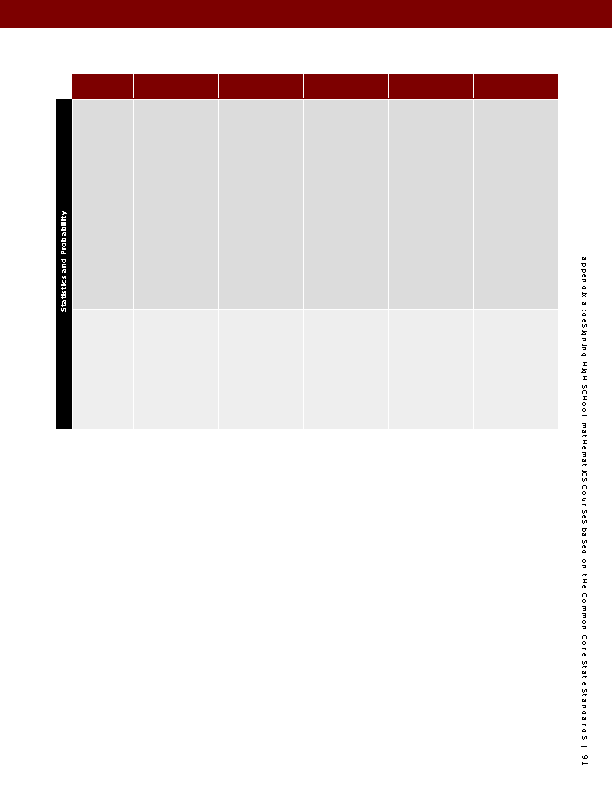 Statistics and Probability
appendix a: deSigning HigH SCHool matHematiCS CourSeS baSed on tHe Common Core State StandardS | 91